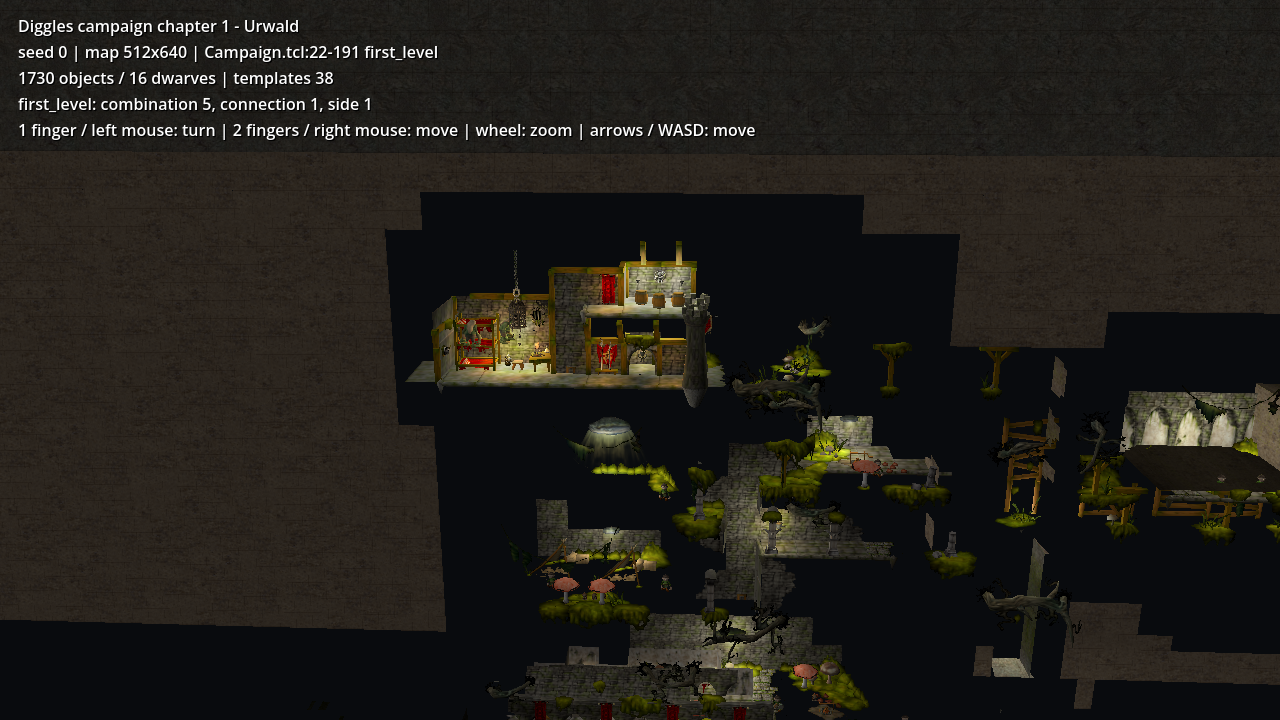 Diggles campaign chapter 1 - Urwald
seed 0 | map 512x640 | Campaign.tcl:22-191 first_level
1730 objects / 16 dwarves | templates 38
first_level: combination 5, connection 1, side 1
1 finger / left mouse: turn | 2 fingers / right mouse: move | wheel: zoom | arrows / WASD: move